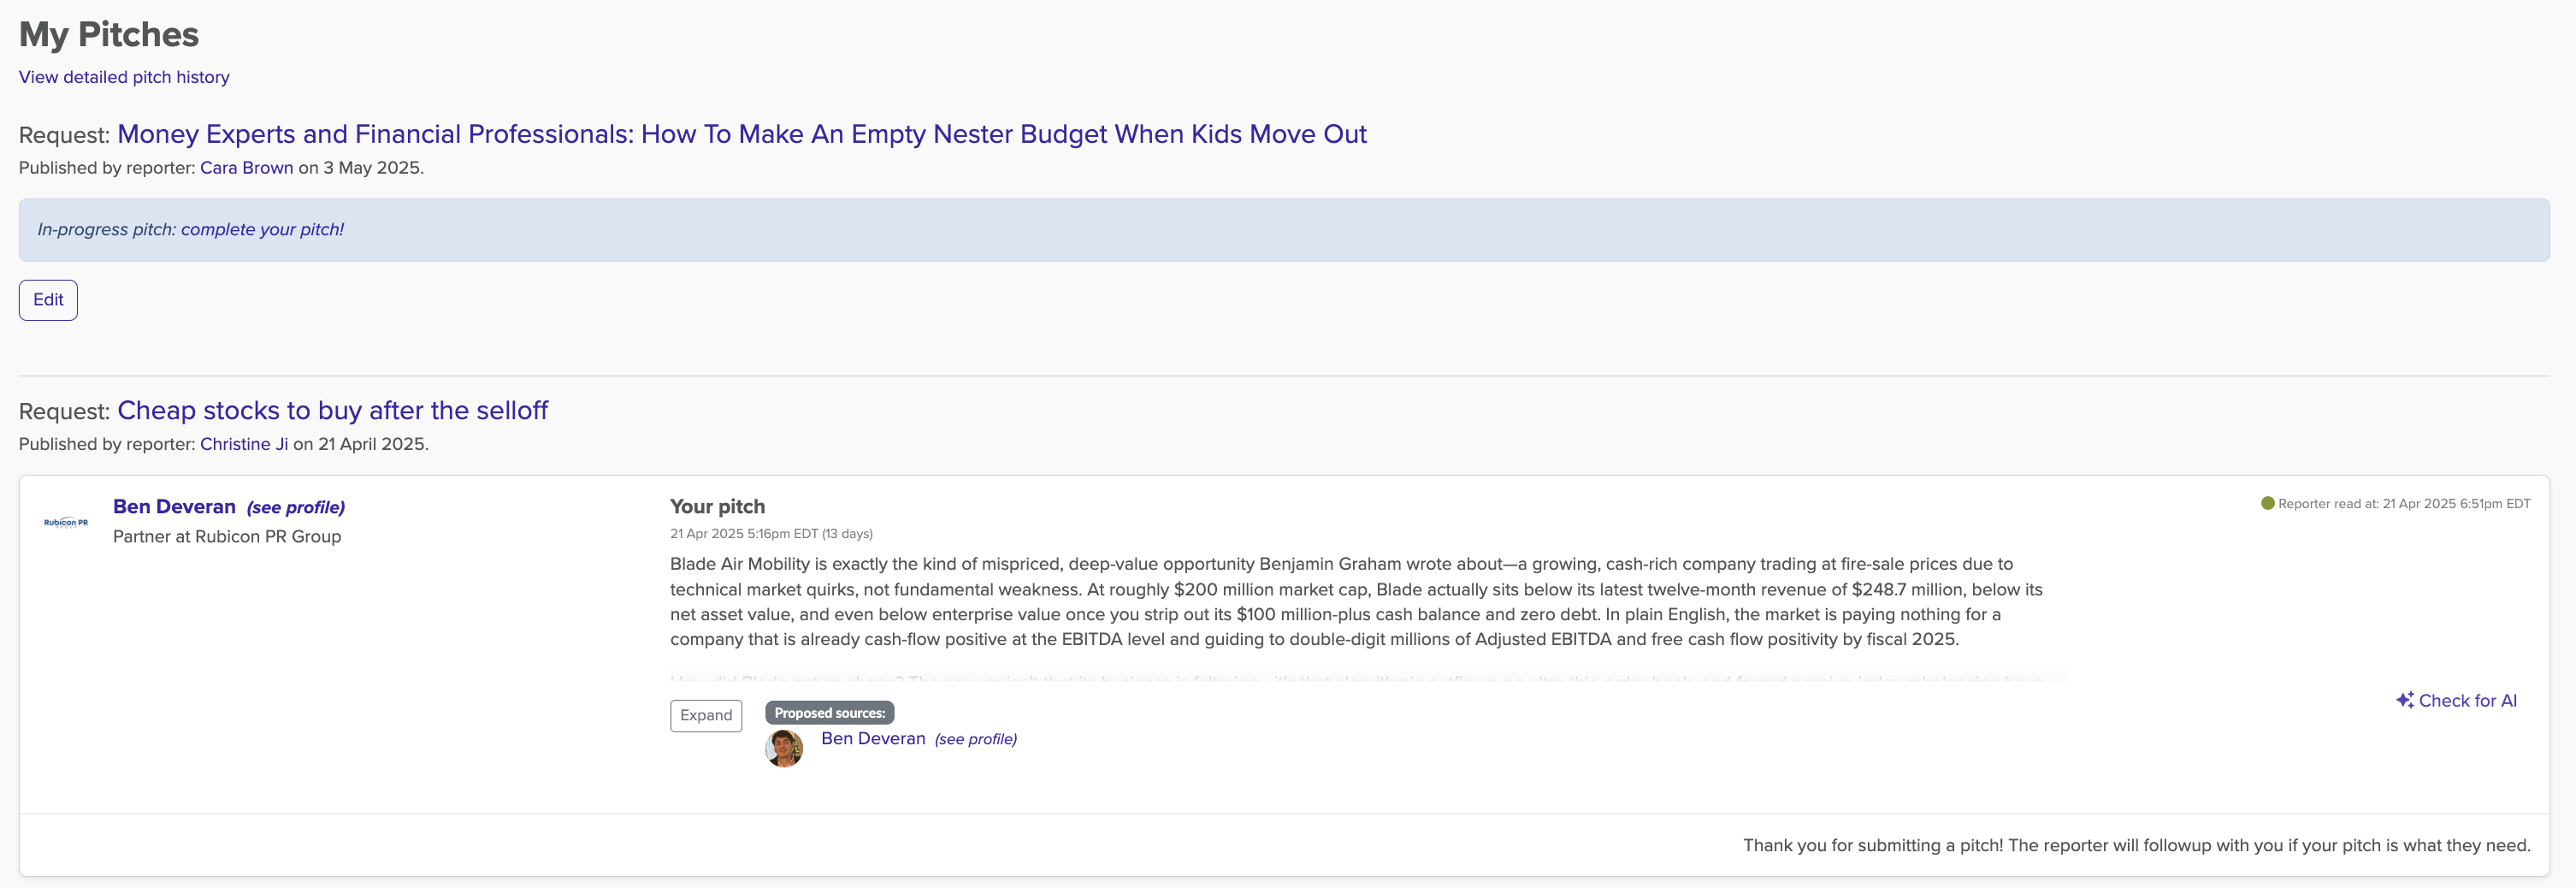 My Pitches
View detailed pitch history
Request: Money Experts and Financial Professionals: How To Make An Empty Nester Budget When Kids Move Out
Published by reporter: Cara Brown on 3 May 2025.
In-progress pitch: complete your pitch!
Edit
Request: Cheap stocks to buy after the selloff
Published by reporter: Christine Ji on 21 April 2025.
Rubicon PR
Ben Deveran (see profile)
Partner at Rubicon PR Group
Your pitch
21 Apr 2025 5:16pm EDT (13 days)
Reporter read at: 21 Apr 2025 6:51pm EDT
Blade Air Mobility is exactly the kind of mispriced, deep-value opportunity Benjamin Graham wrote about—a growing, cash-rich company trading at fire-sale prices due to
technical market quirks, not fundamental weakness. At roughly $200 million market cap, Blade actually sits below its latest twelve-month revenue of $248.7 million, below its
net asset value, and even below enterprise value once you strip out its $100 million-plus cash balance and zero debt. In plain English, the market is paying nothing for a
company that is already cash-flow positive at the EBITDA level and guiding to double-digit millions of Adjusted EBITDA and free cash flow positivity by fiscal 2025.
Expand
Proposed sources:
Ben Deveran (see profile)
Check for AI
Thank you for submitting a pitch! The reporter will followup with you if your pitch is what they need.